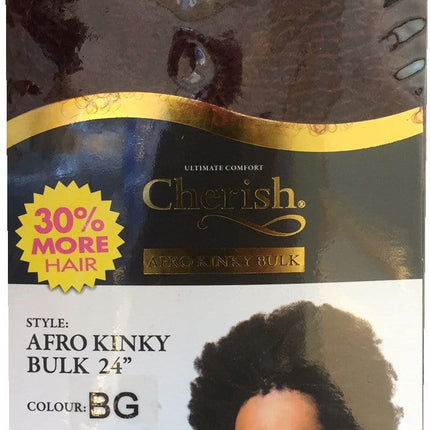 ULTIMATE COMFORT
Cherish.
AFRO KINKY BULK
30%
MORE
HAIR
STYLE:
AFRO KINKY
BULK 24”
COLOUR: BG